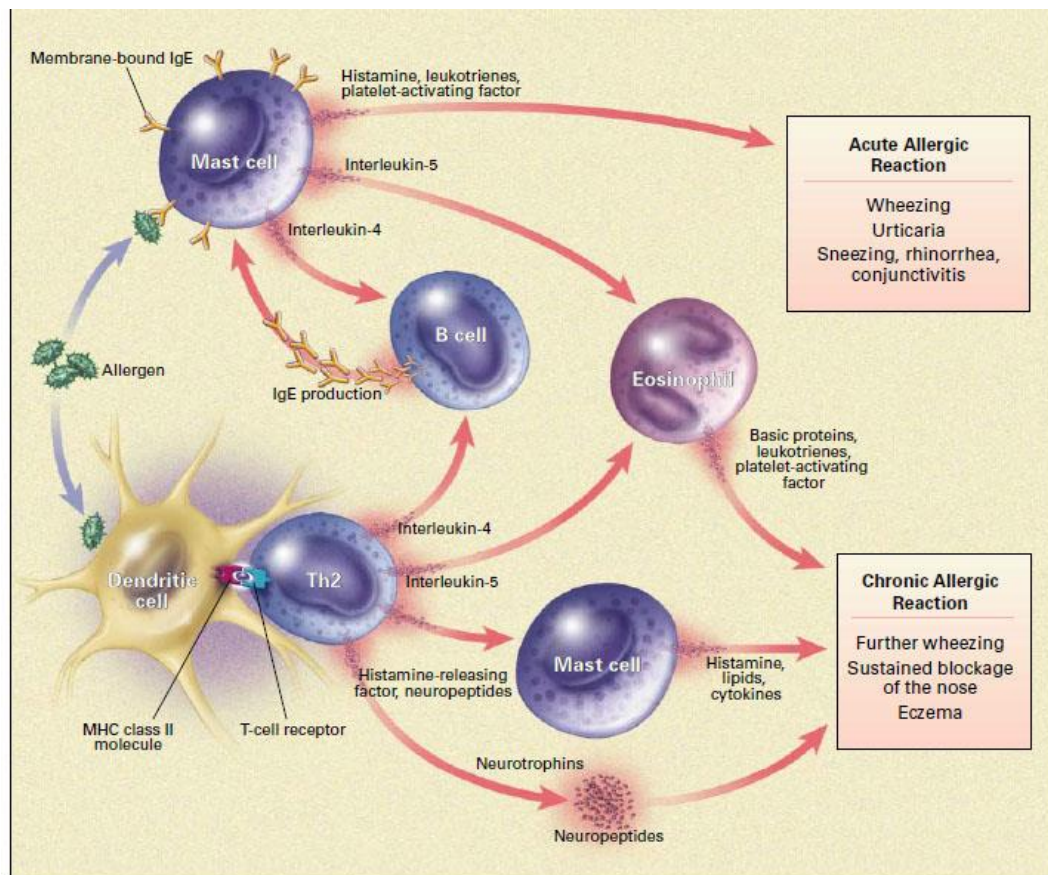 Membrane-bound IgE
Histamine, leukotrienes,
platelet-activating factor
Mast cell
Interleukin-5
Interleukin-4
Acute Allergic
Reaction
Wheezing
Urticaria
Sneezing, rhinorrhea,
conjunctivitis
B cell
Eosinophil
Allergen
IgE production
Basic proteins,
leukotrienes,
platelet-activating
factor
Interleukin-4
Interleukin-5
Dendritic
cell
Th2
Mast cell
Histamine-releasing
factor, neuropeptides
Histamine,
lipids,
cytokines
Chronic Allergic
Reaction
Further wheezing
Sustained blockage
of the nose
Eczema
MHC class II
molecule
T-cell receptor
Neurotrophins
Neuropeptides